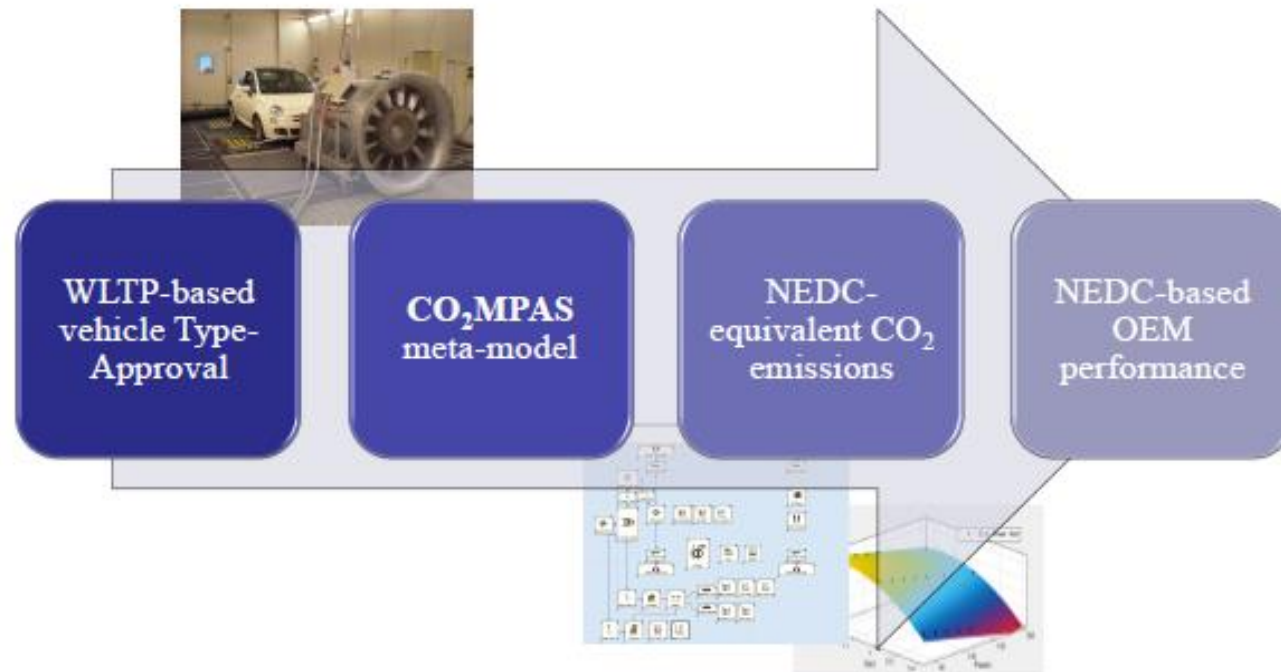 WLTP-based
vehicle Type-
Approval
CO₂MPAS
meta-model
NEDC-
equivalent CO₂
emissions
NEDC-based
OEM
performance